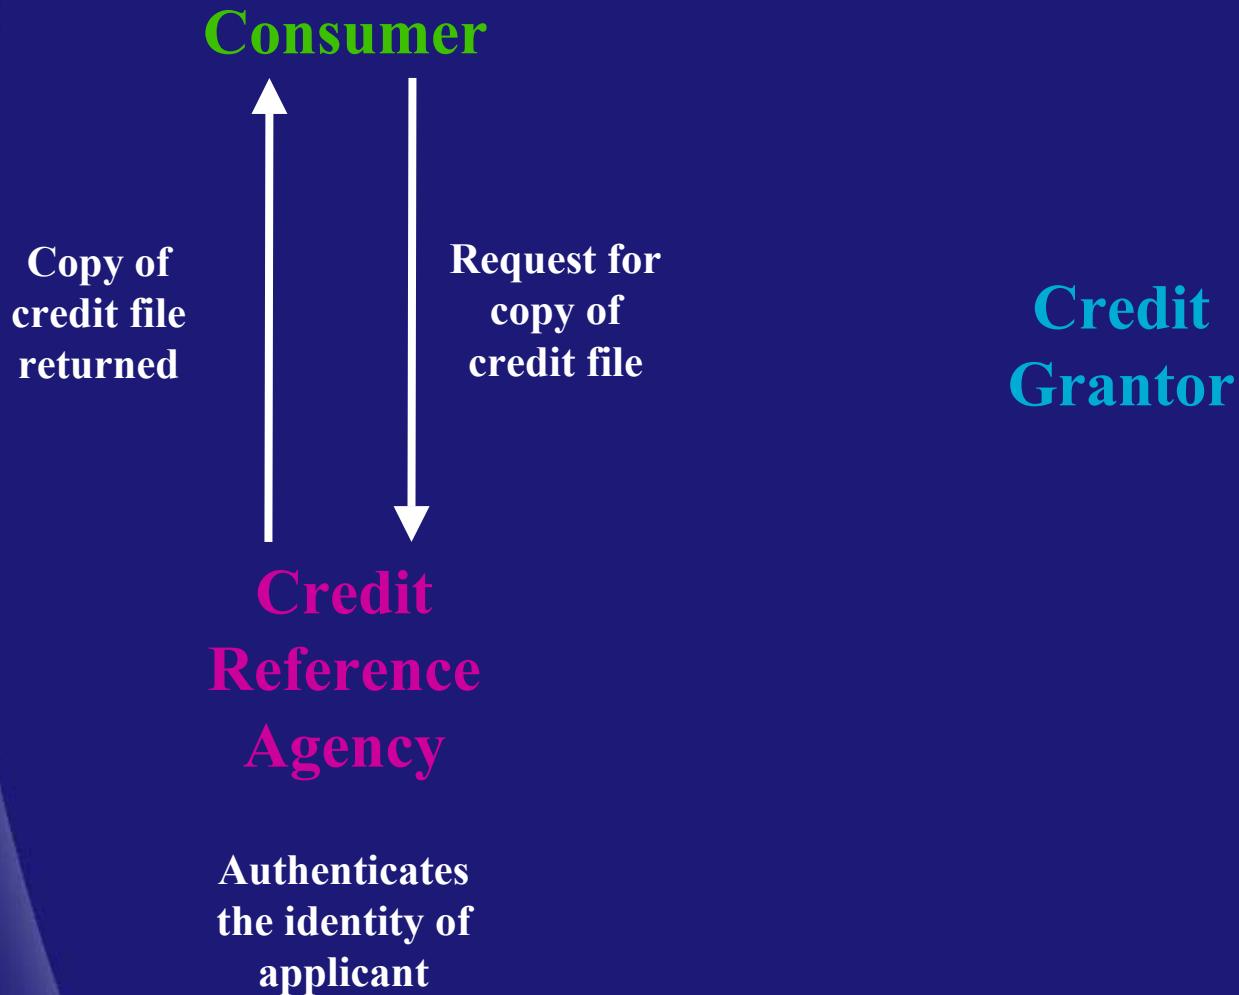 Consumer
Copy of
credit file
returned
Request for
copy of
credit file
Credit
Grantor
Credit
Reference
Agency
Authenticates
the identity of
applicant